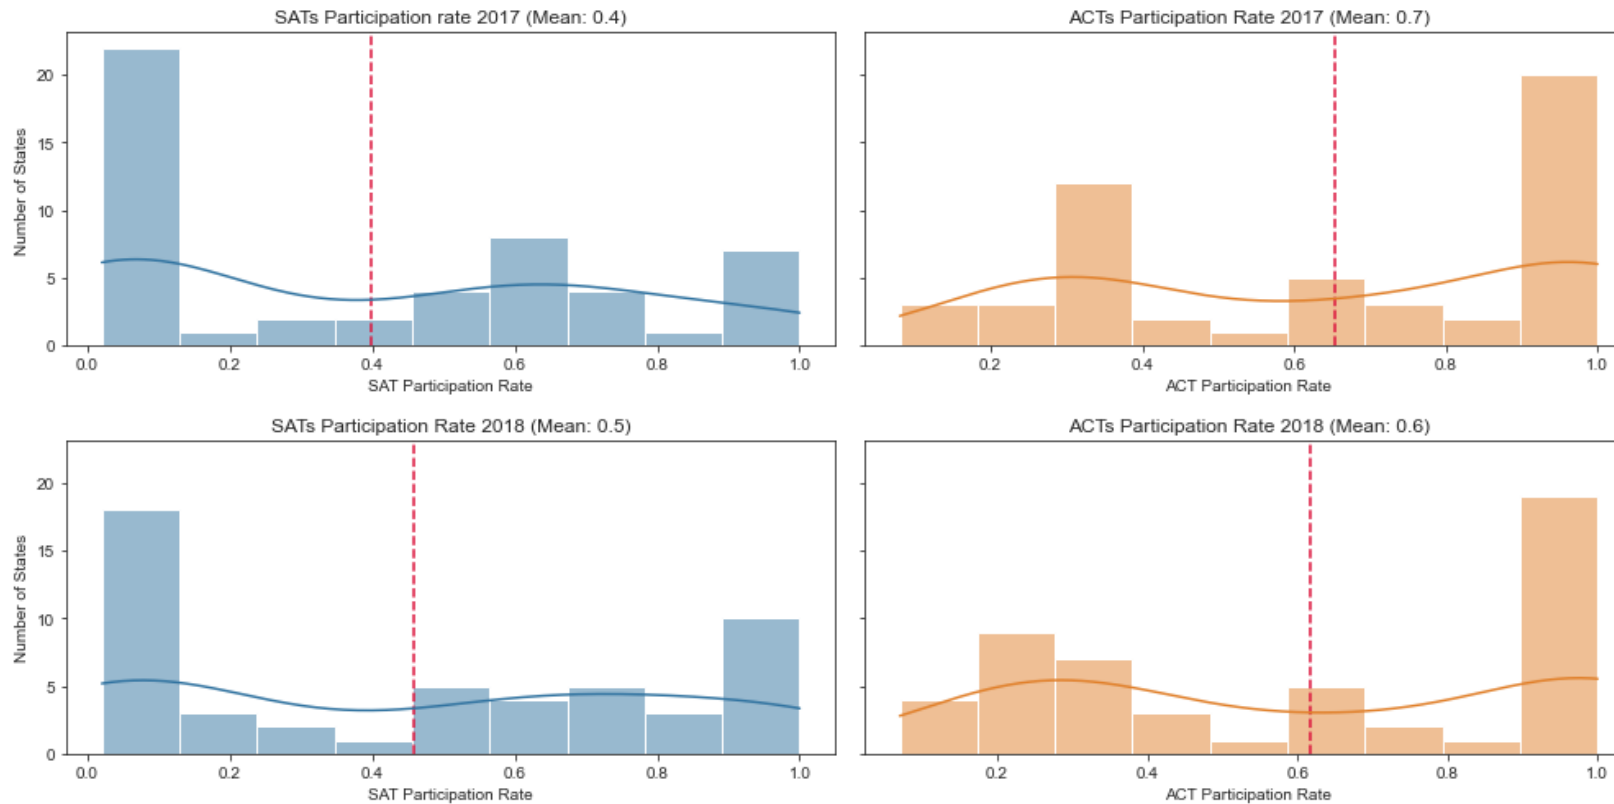 SATs Participation rate 2017 (Mean: 0.4)
Number of States
20
15
10
5
0
0.0 0.2 0.4 0.6 0.8 1.0
SAT Participation Rate
ACTs Participation Rate 2017 (Mean: 0.7)
0.2 0.4 0.6 0.8 1.0
ACT Participation Rate
SATs Participation Rate 2018 (Mean: 0.5)
Number of States
20
15
10
5
0
0.0 0.2 0.4 0.6 0.8 1.0
SAT Participation Rate
ACTs Participation Rate 2018 (Mean: 0.6)
0.2 0.4 0.6 0.8 1.0
ACT Participation Rate